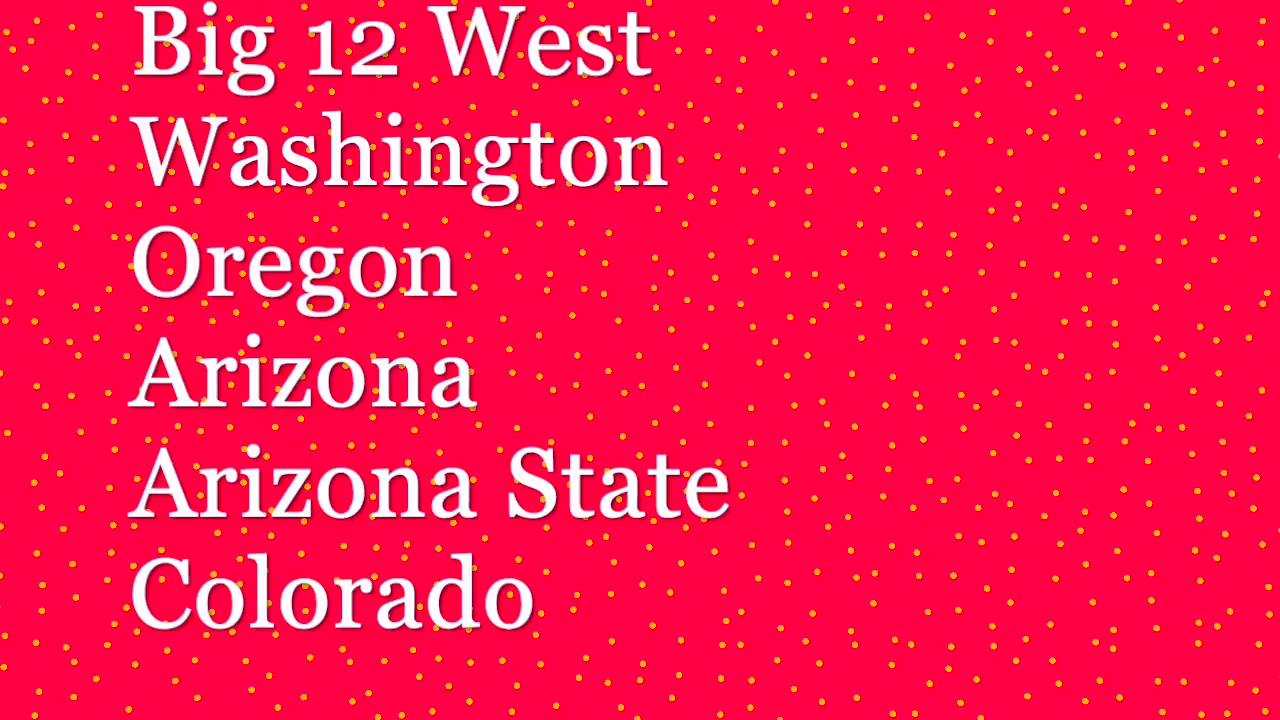 Big 12 West
Washington
Oregon
Arizona
Arizona State
Colorado